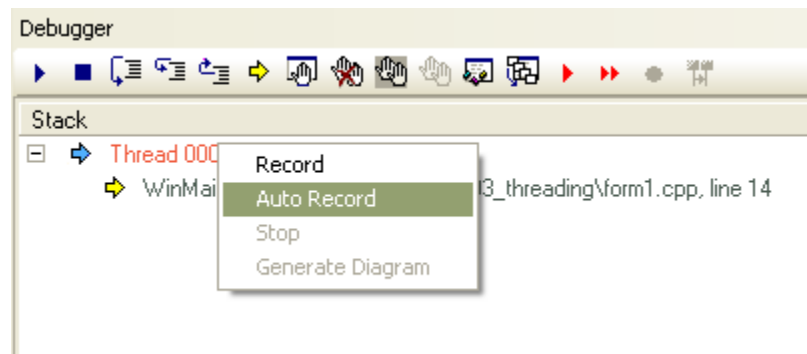 Debugger
Stack
Thread 000
WinMai 3_threading\form1.cpp, line 14
Record
Auto Record
Stop
Generate Diagram